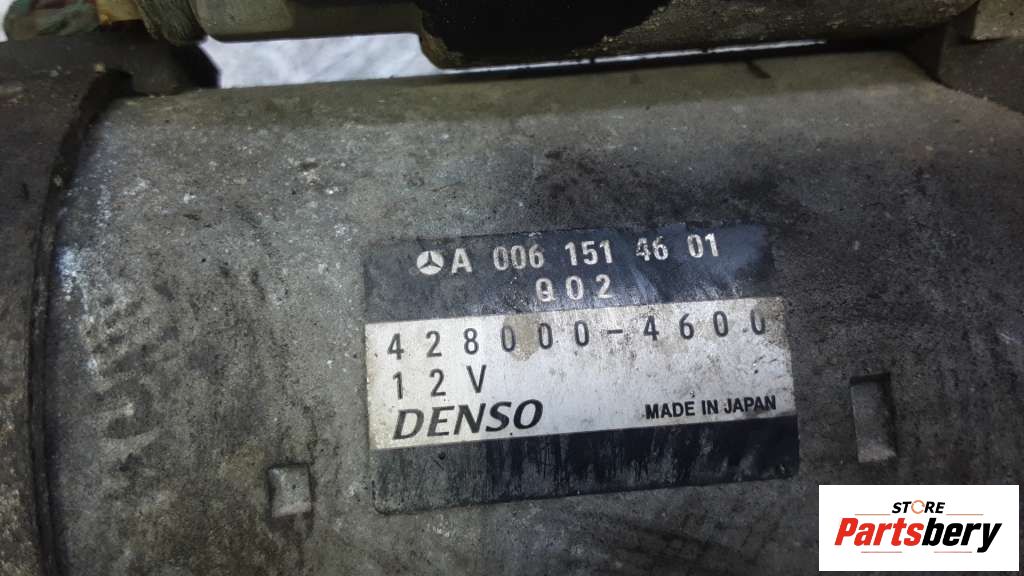 A 006 151 46 01
Q02
428000-4600
12V
DENSO MADE IN JAPAN
STORE
Partsbery